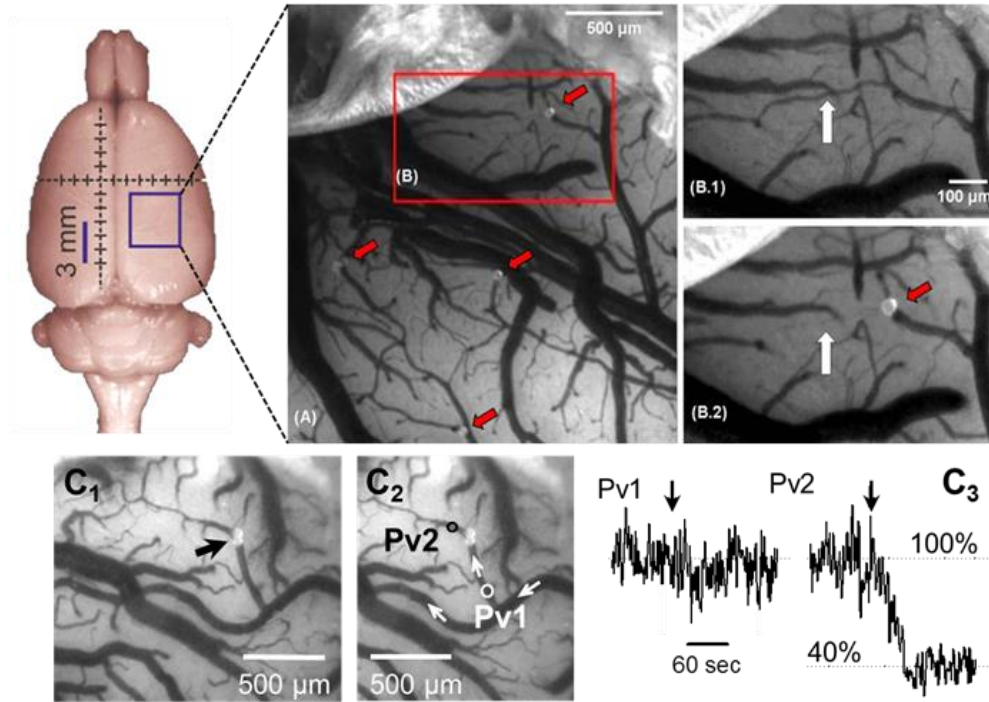 3 mm
500 µm
(B)
(A)
(B.1)
100 µm
(B.2)
C1
500 µm
C2
Pv2
Pv1
500 µm
Pv1
Pv2
C3
100%
60 sec
40%